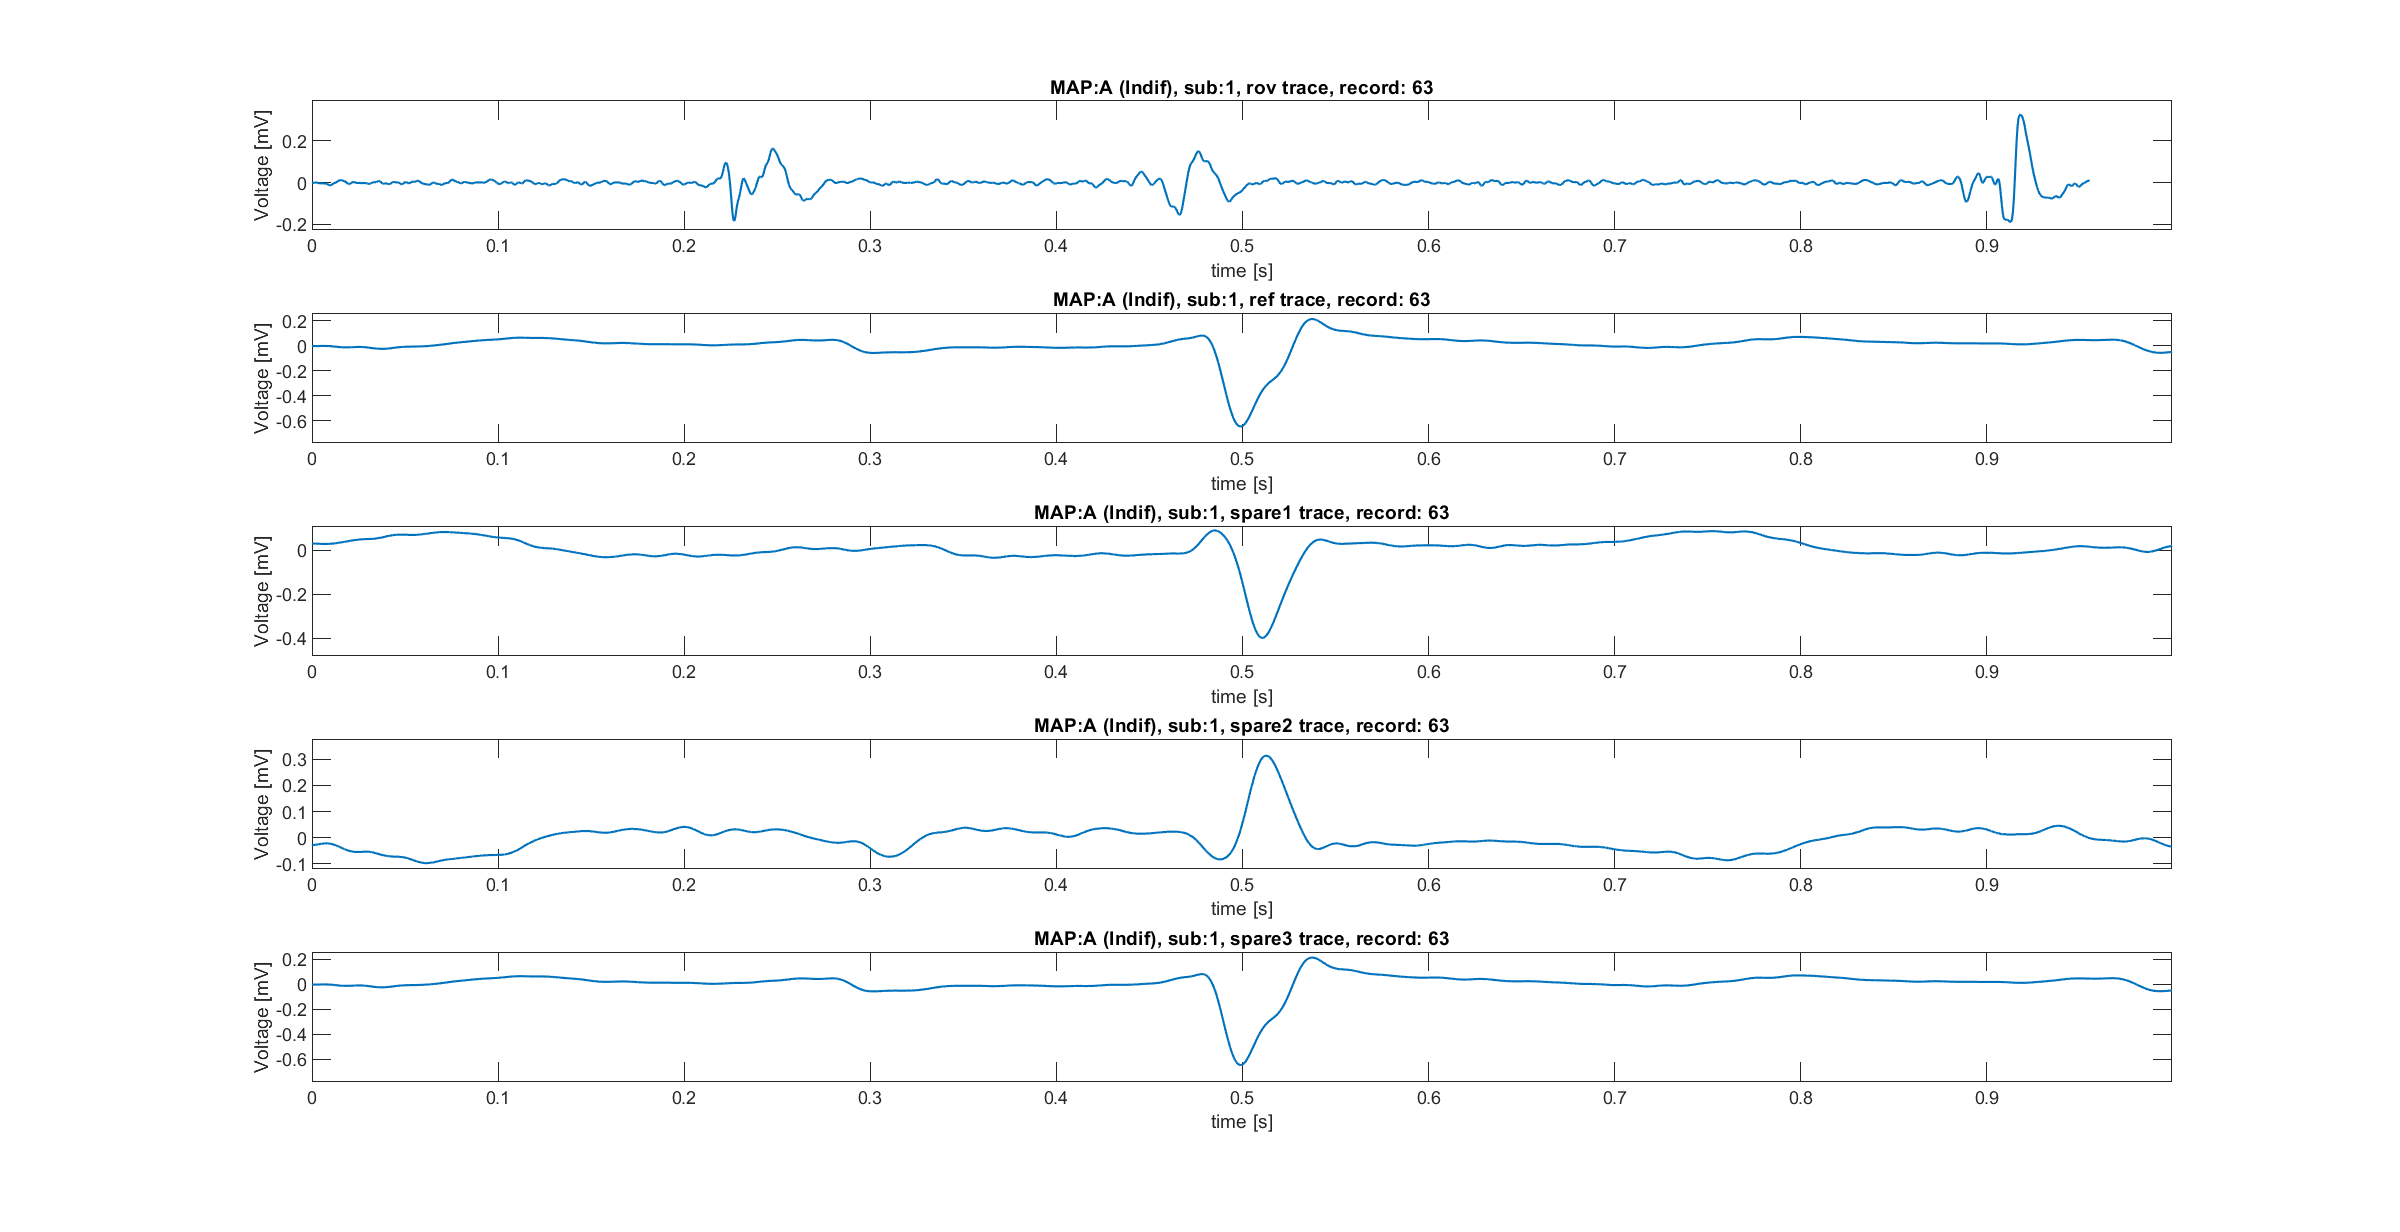 MAP:A (Indif), sub:1, rov trace, record: 63
Voltage [mV]
0.2
0
-0.2
0 0.1 0.2 0.3 0.4 0.5 0.6 0.7 0.8 0.9
time [s]
MAP:A (Indif), sub:1, ref trace, record: 63
Voltage [mV]
0.2
0
-0.2
-0.4
-0.6
0 0.1 0.2 0.3 0.4 0.5 0.6 0.7 0.8 0.9
time [s]
MAP:A (Indif), sub:1, spare1 trace, record: 63
Voltage [mV]
0
-0.2
-0.4
0 0.1 0.2 0.3 0.4 0.5 0.6 0.7 0.8 0.9
time [s]
MAP:A (Indif), sub:1, spare2 trace, record: 63
Voltage [mV]
0.3
0.2
0.1
0
-0.1
0 0.1 0.2 0.3 0.4 0.5 0.6 0.7 0.8 0.9
time [s]
MAP:A (Indif), sub:1, spare3 trace, record: 63
Voltage [mV]
0.2
0
-0.2
-0.4
-0.6
0 0.1 0.2 0.3 0.4 0.5 0.6 0.7 0.8 0.9
time [s]